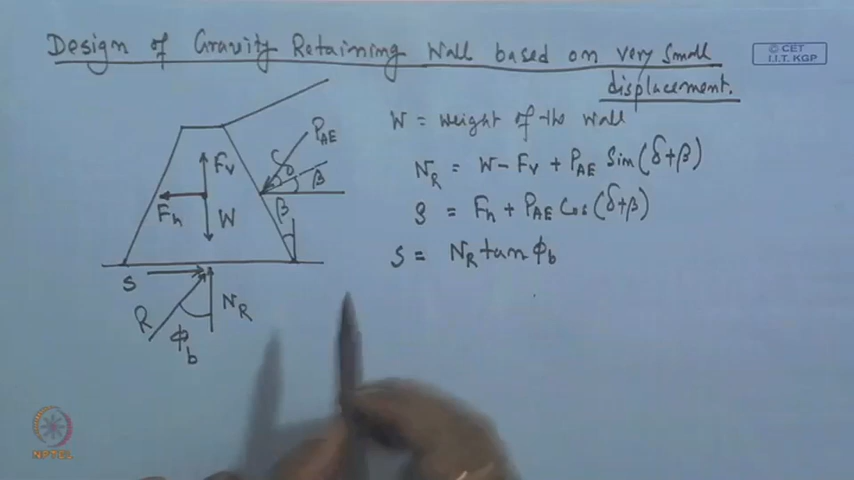 Design of Gravity Retaining Wall based on very small
displacement.
© CET
I.I.T. KGP
W = weight of the wall
N_R = W - F_v + P_AE Sin(δ+β)
S = F_h + P_AE Cos(δ+β)
S = N_R tan φ_b
P_AE
F_v
δ
β
F_h
W
β
S
R
N_R
φ_b
NPTEL